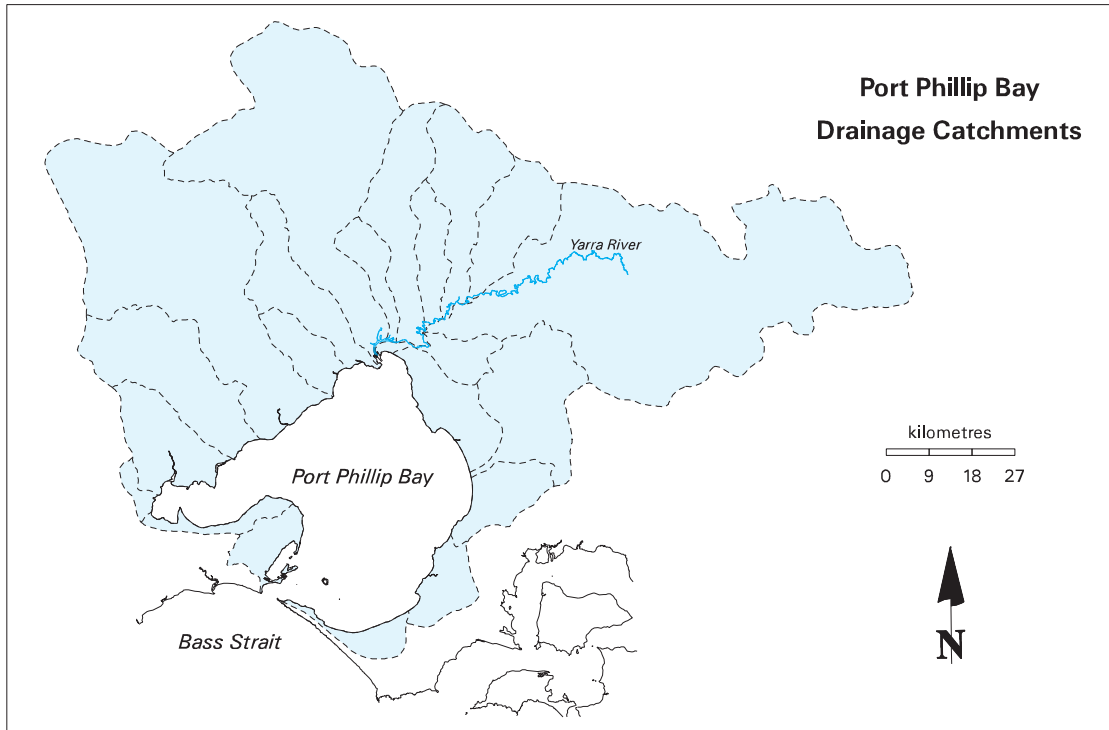 Port Phillip Bay
Drainage Catchments
Yarra River
kilometres
0 9 18 27
Port Phillip Bay
N
Bass Strait